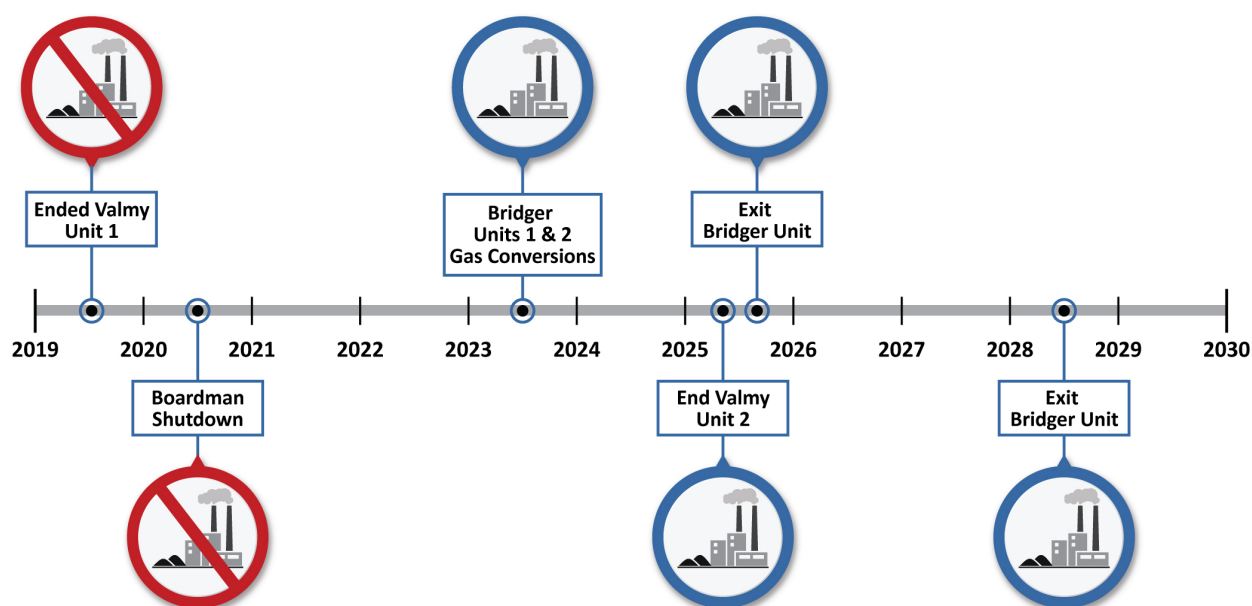 Ended Valmy
Unit 1
Bridger
Units 1 & 2
Gas Conversions
Exit
Bridger Unit
2019
2020
2021
2022
2023
2024
2025
2026
2027
2028
2029
2030
Boardman
Shutdown
End Valmy
Unit 2
Exit
Bridger Unit